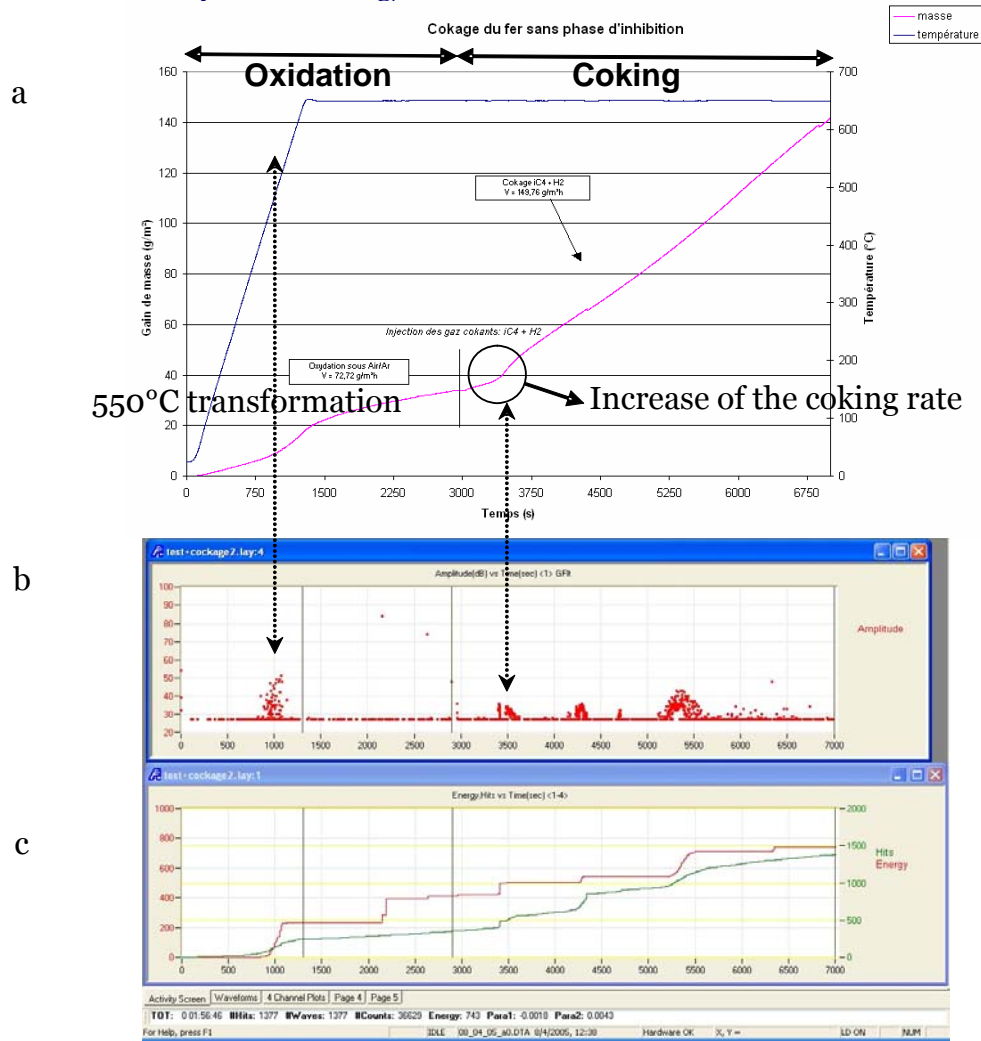 Cokage du fer sans phase d'inhibition
masse
température
Oxidation
Coking
a
160
140
120
100
80
60
40
20
0
Gain de masse (g/m²)
700
600
500
400
300
200
100
0
Température (°C)
Cokage iC4 + H2
V = 149,76 g/m²h
Injection des gaz cokants: iC4 + H2
Oxydation sous Air/Ar
V = 72,72 g/m²h
550°C transformation
Increase of the coking rate
0 750 1500 2250 3000 3750 4500 5250 6000 6750
Temps (s)
b
test-cockage2.lay:4
Amplitude(dB) vs Time(sec) <1> GFlt
100
90
80
70
60
50
40
30
20
Amplitude
0 500 1000 1500 2000 2500 3000 3500 4000 4500 5000 5500 6000 6500 7000
test-cockage2.lay:1
Energy,Hits vs Time(sec) <1-4>
c
1000
800
600
400
200
0
2000
1500
1000
500
0
Hits
Energy
0 500 1000 1500 2000 2500 3000 3500 4000 4500 5000 5500 6000 6500 7000
Activity Screen Waveforms 4 Channel Plots Page 4 Page 5
TOT: 0 01:56:46 #Hits: 1377 #Waves: 1377 #Counts: 36629 Energy: 743 Para1: -0.0018 Para2: 0.0043
For Help, press F1 IDLE 08_04_05_a0.DTA 8/4/2005, 12:38 Hardware OK X, Y = LD ON NUM